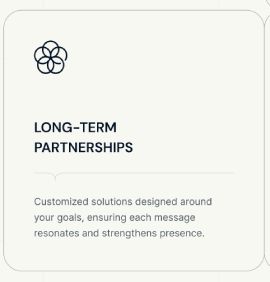 LONG-TERM
PARTNERSHIPS
Customized solutions designed around
your goals, ensuring each message
resonates and strengthens presence.